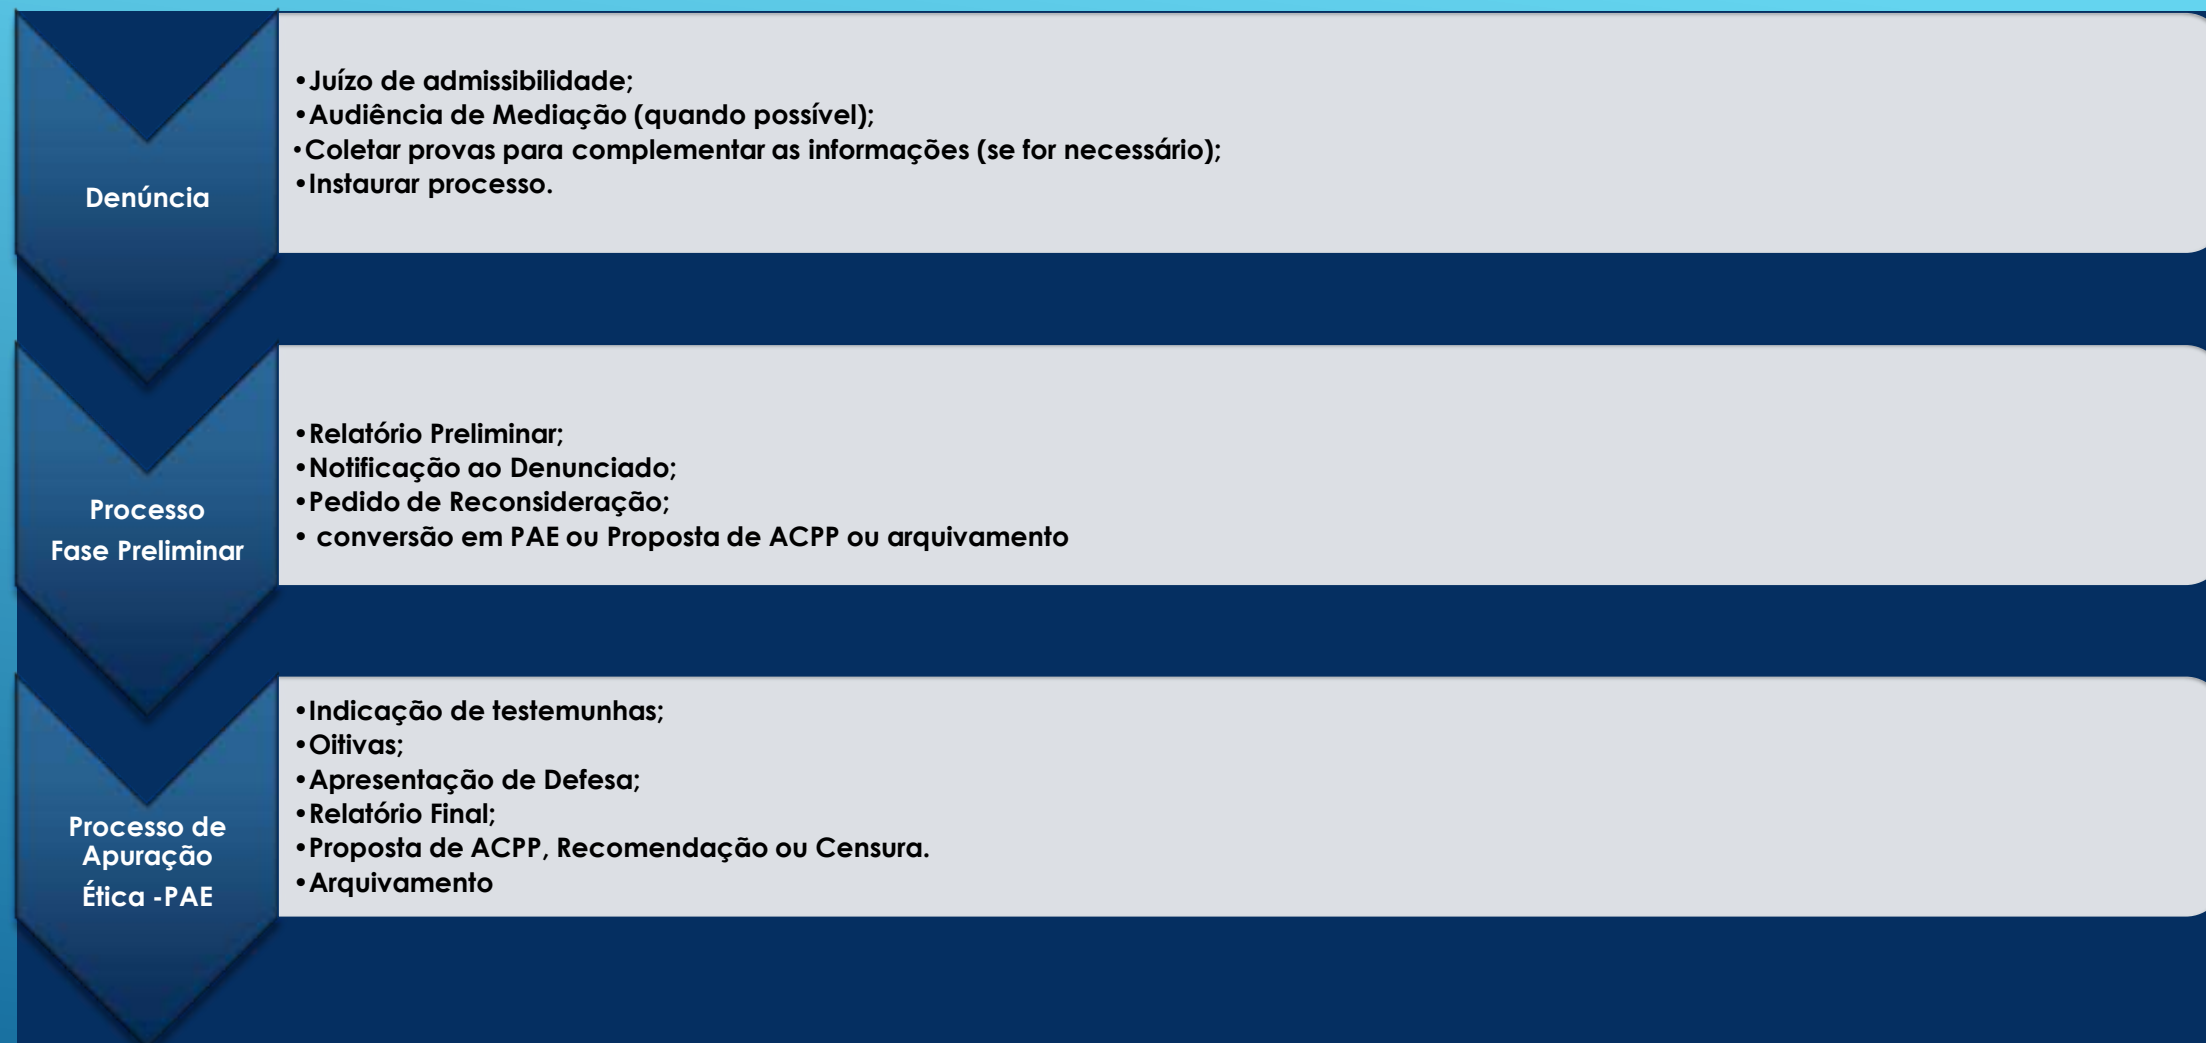 Denúncia
•Juízo de admissibilidade;
•Audiência de Mediação (quando possível);
•Coletar provas para complementar as informações (se for necessário);
•Instaurar processo.
Processo
Fase Preliminar
•Relatório Preliminar;
•Notificação ao Denunciado;
•Pedido de Reconsideração;
• conversão em PAE ou Proposta de ACPP ou arquivamento
Processo de
Apuração
Ética -PAE
•Indicação de testemunhas;
•Oitivas;
•Apresentação de Defesa;
•Relatório Final;
•Proposta de ACPP, Recomendação ou Censura.
•Arquivamento